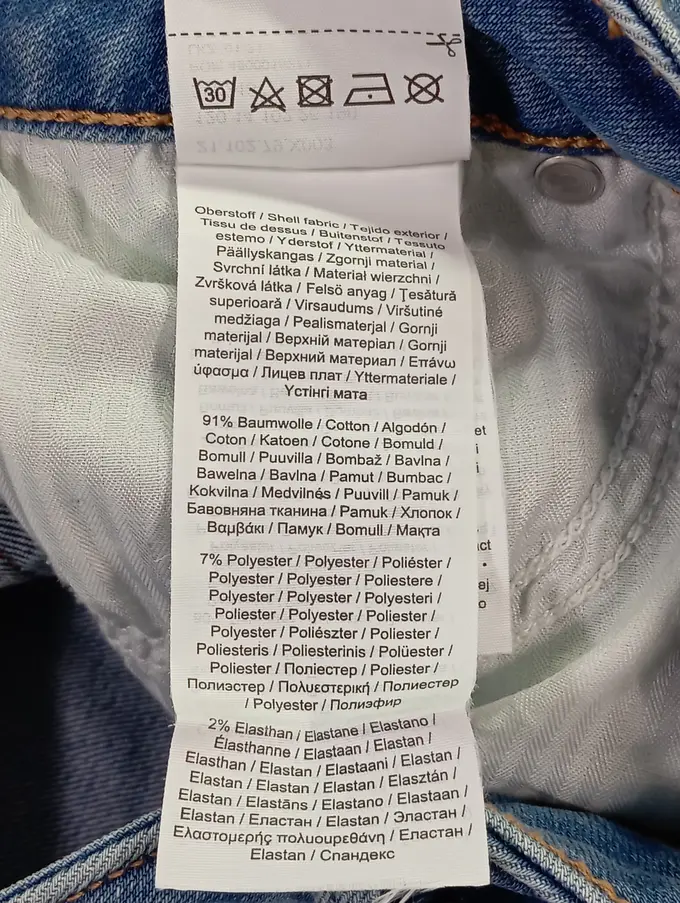 30
21.102.79.X003
Oberstoff / Shell fabric / Tejido exterior /
Tissu de dessus / Buitenstof / Tessuto
esterno / Yderstof / Yttermaterial /
Päällyskangas / Zgornji material /
Svrchní látka / Materiał wierzchni /
Zvršková látka / Felső anyag / Țesătură
superioară / Virsaudums / Viršutinė
medžiaga / Pealismaterjal / Gornji
materijal / Верхній матеріал / Gornji
materijal / Верхний материал / Επάνω
ύφασμα / Лицев плат / Yttermateriale /
Үстіңгі мата
91% Baumwolle / Cotton / Algodón /
Coton / Katoen / Cotone / Bomuld /
Bomull / Puuvilla / Bombaž / Bavlna /
Bawełna / Bavlna / Pamut / Bumbac /
Kokvilna / Medvilnės / Puuvill / Pamuk /
Бавовняна тканина / Pamuk / Хлопок /
Βαμβάκι / Памук / Bomull / Мақта
7% Polyester / Polyester / Poliéster /
Polyester / Polyester / Poliestere /
Polyester / Polyester / Polyesteri /
Poliester / Polyester / Poliester /
Polyester / Poliészter / Poliester /
Poliesteris / Poliesterinis / Polüester /
Poliester / Поліестер / Poliester /
Полиэстер / Πολυεστερική / Полиестер
/ Polyester / Полиэфир
2% Elasthan / Elastane / Elastano /
Élasthanne / Elastaan / Elastan /
Elasthan / Elastan / Elastaani / Elastan /
Elastan / Elastan / Elastan / Elasztán /
Elastan / Elastāns / Elastano / Elastaan /
Elastan / Еластан / Elastan / Эластан /
Ελαστομερής πολυουρεθάνη / Еластан /
Elastan / Спандекс